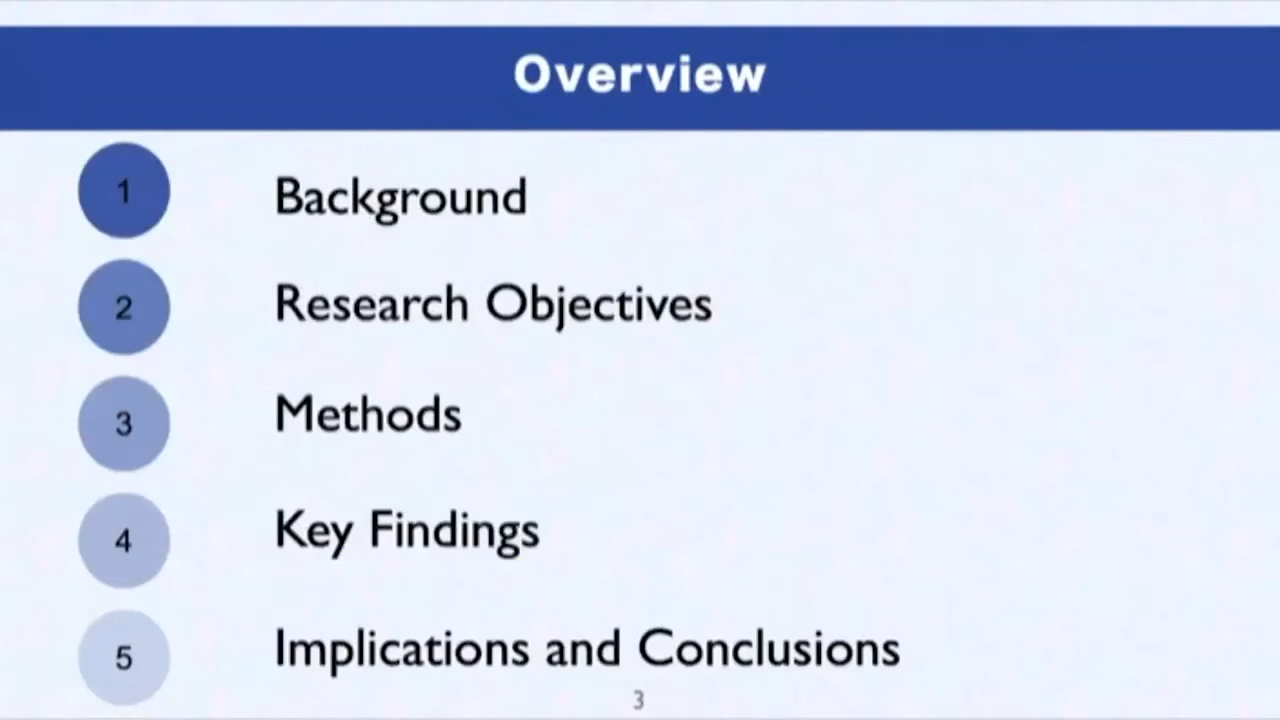 Overview
1 Background
2 Research Objectives
3 Methods
4 Key Findings
5 Implications and Conclusions
3